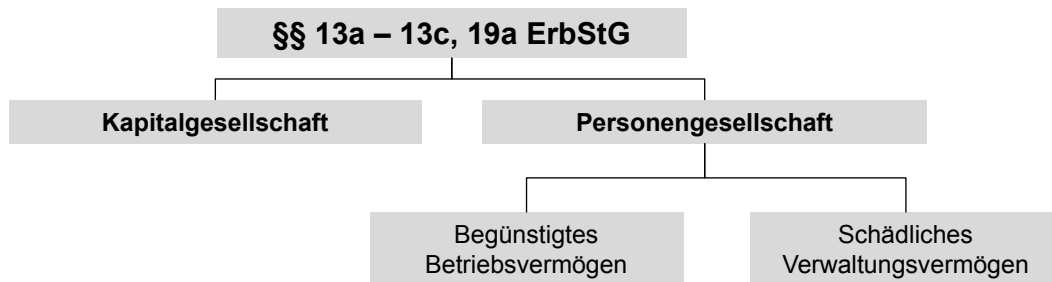 §§ 13a – 13c, 19a ErbStG
Kapitalgesellschaft
Personengesellschaft
Begünstigtes
Betriebsvermögen
Schädliches
Verwaltungsvermögen